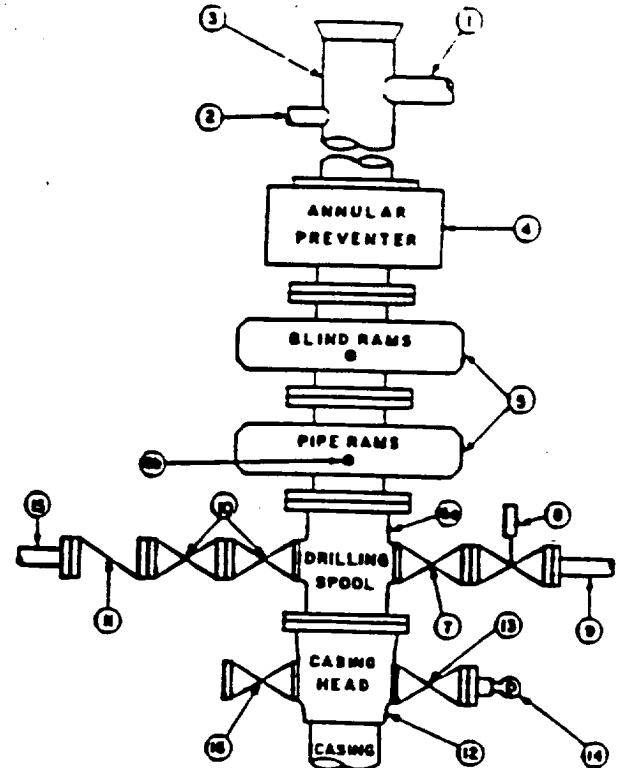 3
1
2
ANNULAR
PREVENTER
4
BLIND RAMS
5
PIPE RAMS
15
10
8
DRILLING
SPOOL
11
7
13
9
CASING
HEAD
16
12
14
CASING